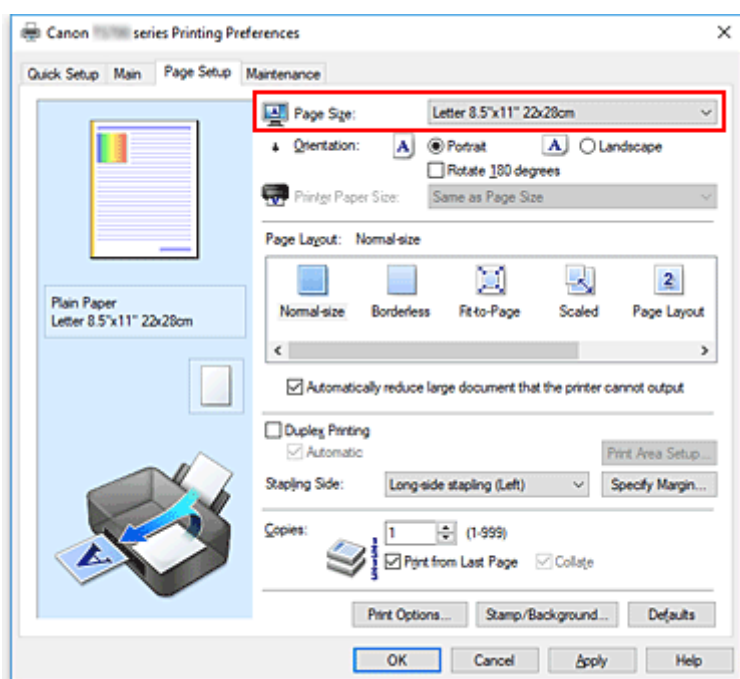 Canon series Printing Preferences
Quick Setup Main Page Setup Maintenance
Page Size: Letter 8.5"x11" 22x28cm
Orientation: A Portrait A Landscape
Rotate 180 degrees
Printer Paper Size: Same as Page Size
Page Layout: Normal-size
2
Normal-size Borderless Fit-to-Page Scaled Page Layout
Plain Paper
Letter 8.5"x11" 22x28cm
Automatically reduce large document that the printer cannot output
Duplex Printing
Automatic
Print Area Setup...
Stapling Side: Long-side stapling (Left) Specify Margin...
Copies: 1 (1-999)
Print from Last Page Collate
Print Options... Stamp/Background... Defaults
OK Cancel Apply Help